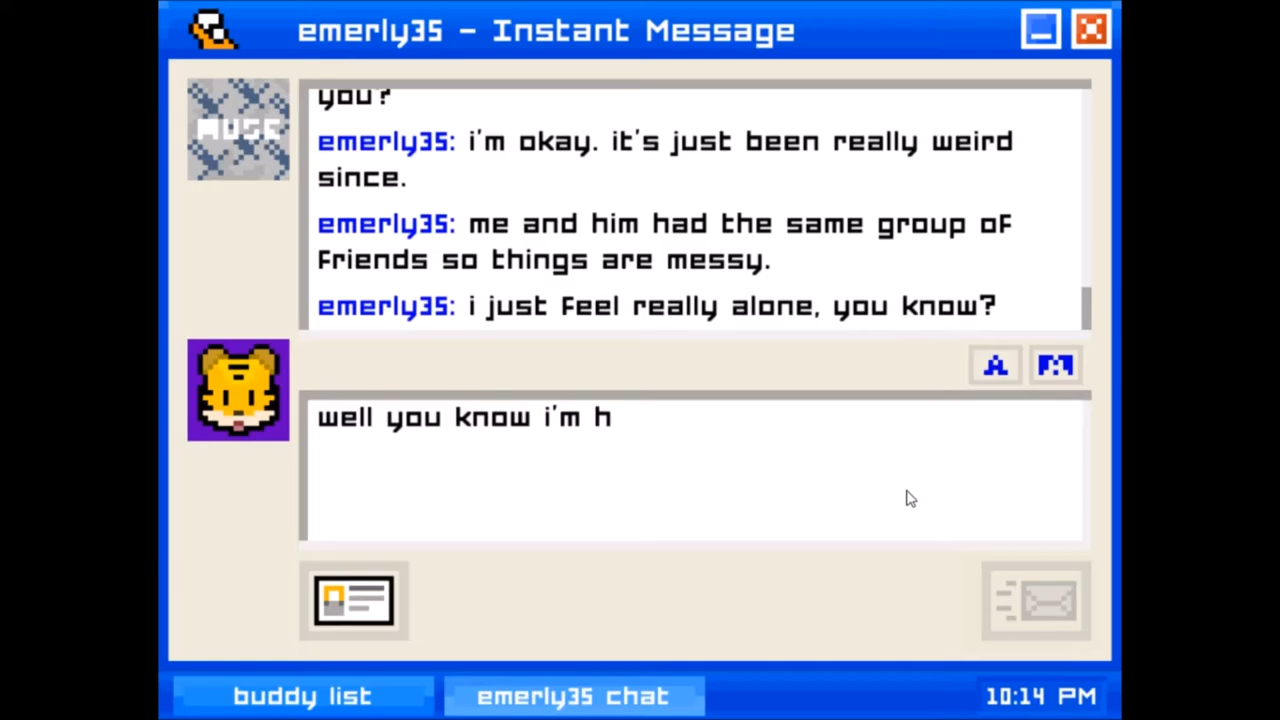 emerly35 - Instant Message
you?
MUSE
emerly35: i'm okay. it's just been really weird
since.
emerly35: me and him had the same group of
friends so things are messy.
emerly35: i just feel really alone, you know?
A
well you know i'm h
buddy list
emerly35 chat
10:14 PM